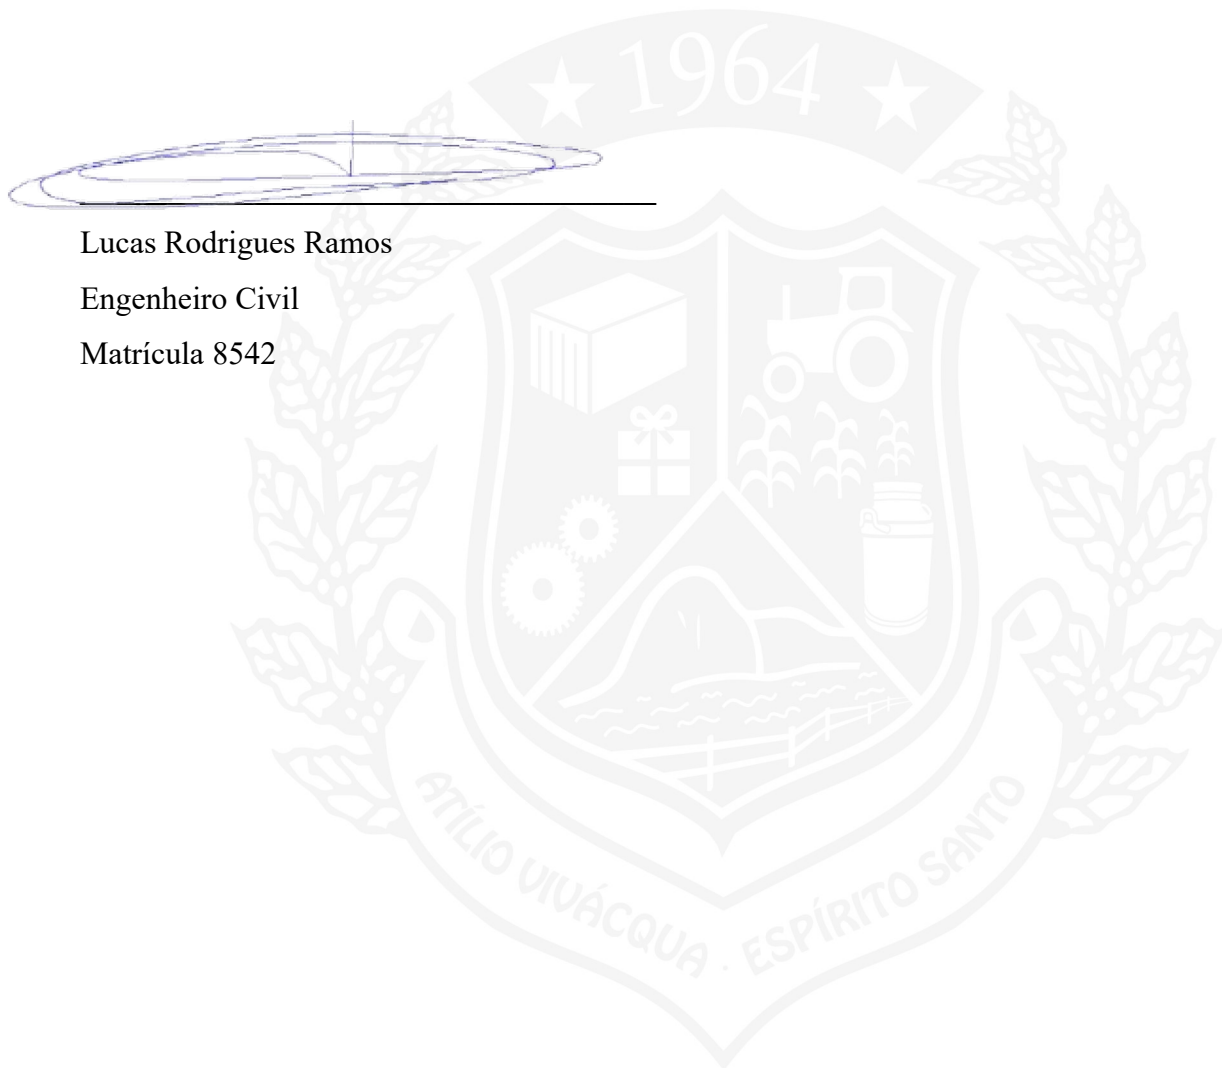 1964
Lucas Rodrigues Ramos
Engenheiro Civil
Matrícula 8542
ATÍLIO VIVÁCQUA · ESPÍRITO SANTO